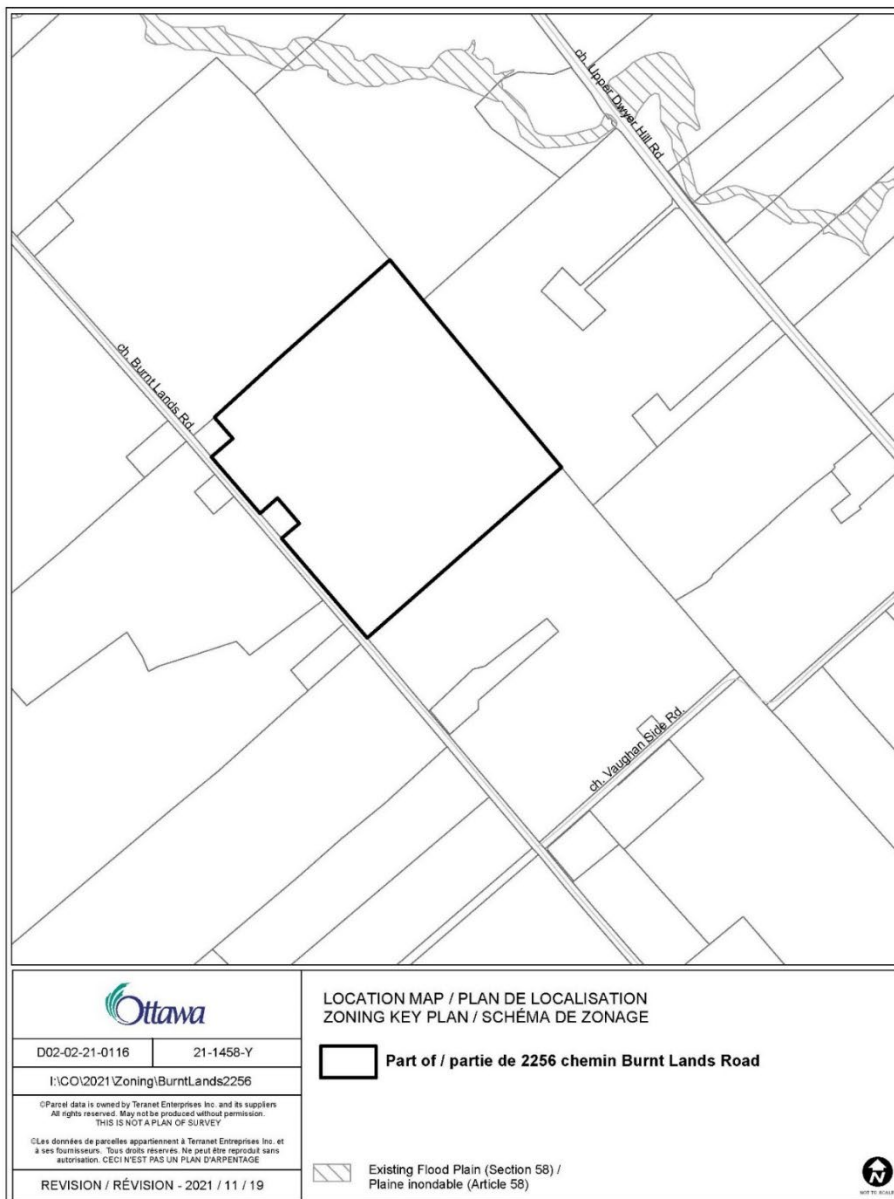 ch. Upper Dwyer Hill Rd.
ch. Burnt Lands Rd.
ch. Vaughan Side Rd.
Ottawa
D02-02-21-0116
21-1458-Y
I:\CO\2021\Zoning\BurntLands2256
©Parcel data is owned by Teranet Enterprises Inc. and its suppliers
All rights reserved. May not be produced without permission.
THIS IS NOT A PLAN OF SURVEY
©Les données de parcelles appartiennent à Teranet Entreprises Inc. et
à ses fournisseurs. Tous droits réservés. Ne peut être reproduit sans
autorisation. CECI N'EST PAS UN PLAN D'ARPENTAGE
REVISION / RÉVISION - 2021 / 11 / 19
LOCATION MAP / PLAN DE LOCALISATION
ZONING KEY PLAN / SCHÉMA DE ZONAGE
Part of / partie de 2256 chemin Burnt Lands Road
Existing Flood Plain (Section 58) /
Plaine inondable (Article 58)
N
NOT TO SCALE